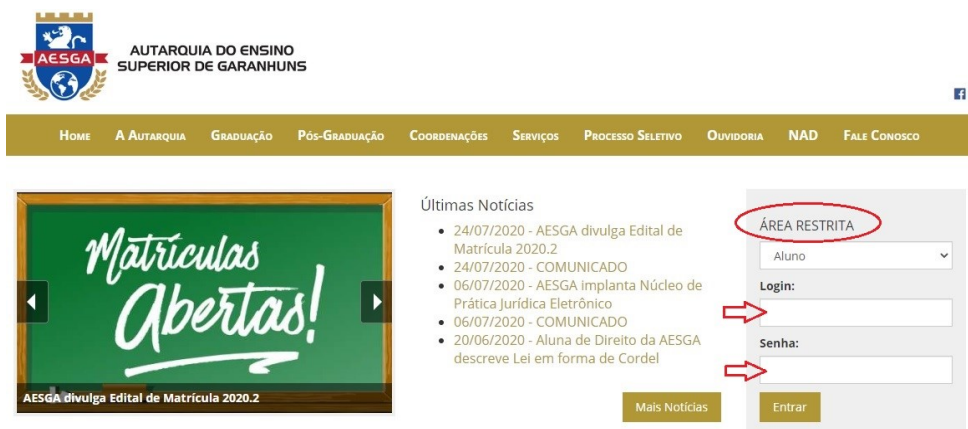 AESGA
AUTARQUIA DO ENSINO
SUPERIOR DE GARANHUNS
Home A Autarquia Graduação Pós-Graduação Coordenações Serviços Processo Seletivo Ouvidoria NAD Fale Conosco
Matrículas
Abertas!
AESGA divulga Edital de Matrícula 2020.2
Últimas Notícias
24/07/2020 - AESGA divulga Edital de
Matrícula 2020.2
24/07/2020 - COMUNICADO
06/07/2020 - AESGA implanta Núcleo de
Prática Jurídica Eletrônico
06/07/2020 - COMUNICADO
20/06/2020 - Aluna de Direito da AESGA
descreve Lei em forma de Cordel
Mais Notícias
ÁREA RESTRITA
Aluno
Login:
Senha:
Entrar